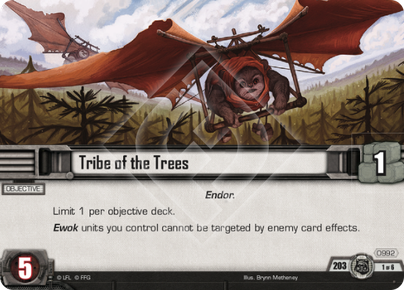 Tribe of the Trees
1
OBJECTIVE
Endor.
Limit 1 per objective deck.
Ewok units you control cannot be targeted by enemy card effects.
0992
203
1 of 6
5
© LFL © FFG
Illus. Brynn Metheney